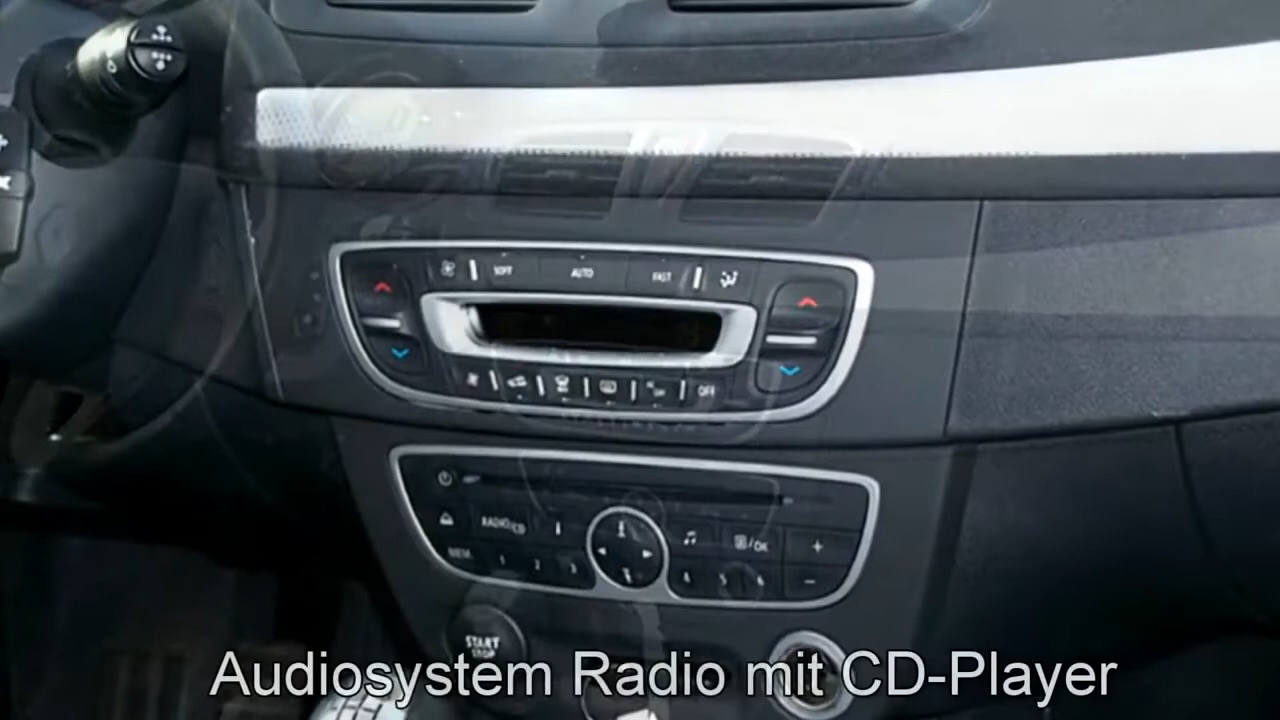 SOFT AUTO FAST
OFF
RADIO/CD
/OK
+
1 2 3
4 5 6
−
START
STOP
Audiosystem Radio mit CD-Player